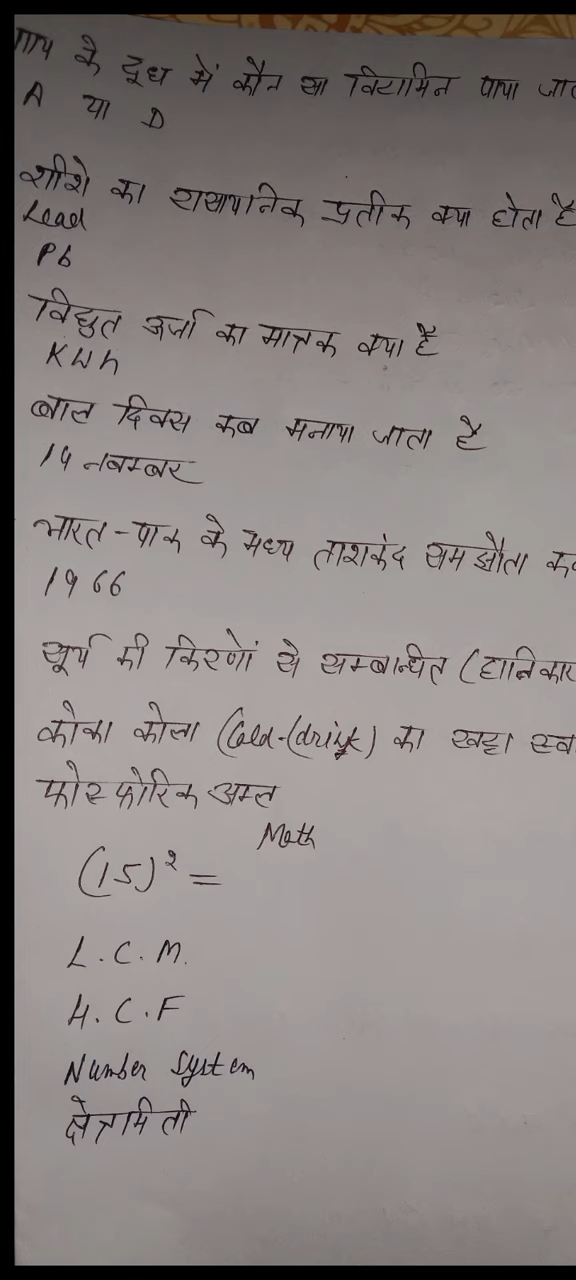 गाय के दूध में कौन सा विटामिन पाया जात
A या D
शीशे का रासायनिक प्रतीक क्या होता है
Lead
Pb
विद्युत ऊर्जा का मात्रक क्या है
KWh
बाल दिवस कब मनाया जाता है
14 नवम्बर
भारत-पाक के मध्य ताशकंद समझौता कब
1966
सूर्य की किरणों से सम्बान्धित (हानिकार
कोका कोला (Cold-(drink) का खट्टा स्वा
फोस्फोरिक अम्ल
Math
(15)² =
L.C.M.
H.C.F
Number System
क्षेत्रमिती